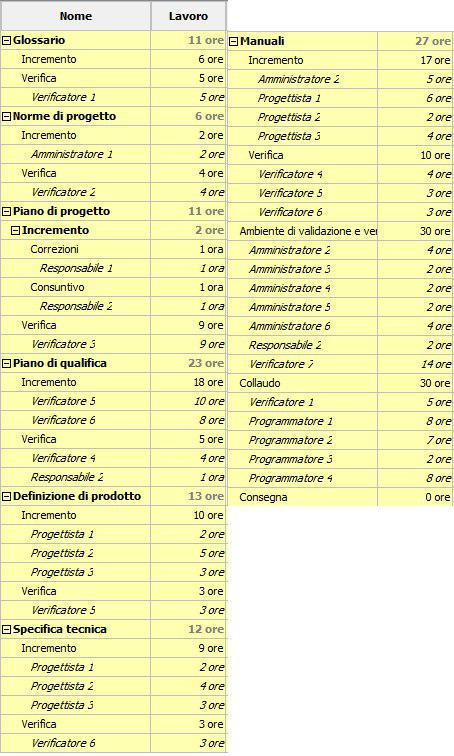 Nome Lavoro
Glossario 11 ore
Incremento 6 ore
Verifica 5 ore
Verificatore 1 5 ore
Norme di progetto 6 ore
Incremento 2 ore
Amministratore 1 2 ore
Verifica 4 ore
Verificatore 2 4 ore
Piano di progetto 11 ore
Incremento 2 ore
Correzioni 1 ora
Responsabile 1 1 ora
Consuntivo 1 ora
Responsabile 2 1 ora
Verifica 9 ore
Verificatore 3 9 ore
Piano di qualifica 23 ore
Incremento 18 ore
Verificatore 5 10 ore
Verificatore 6 8 ore
Verifica 5 ore
Verificatore 4 4 ore
Responsabile 2 1 ora
Definizione di prodotto 13 ore
Incremento 10 ore
Progettista 1 2 ore
Progettista 2 5 ore
Progettista 3 3 ore
Verifica 3 ore
Verificatore 5 3 ore
Specifica tecnica 12 ore
Incremento 9 ore
Progettista 1 2 ore
Progettista 2 4 ore
Progettista 3 3 ore
Verifica 3 ore
Verificatore 6 3 ore
Manuali 27 ore
Incremento 17 ore
Amministratore 2 5 ore
Progettista 1 6 ore
Progettista 2 2 ore
Progettista 3 4 ore
Verifica 10 ore
Verificatore 4 4 ore
Verificatore 5 3 ore
Verificatore 6 3 ore
Ambiente di validazione e ver 30 ore
Amministratore 2 4 ore
Amministratore 3 2 ore
Amministratore 4 2 ore
Amministratore 5 2 ore
Amministratore 6 4 ore
Responsabile 2 2 ore
Verificatore 7 14 ore
Collaudo 30 ore
Verificatore 1 5 ore
Programmatore 1 8 ore
Programmatore 2 7 ore
Programmatore 3 2 ore
Programmatore 4 8 ore
Consegna 0 ore